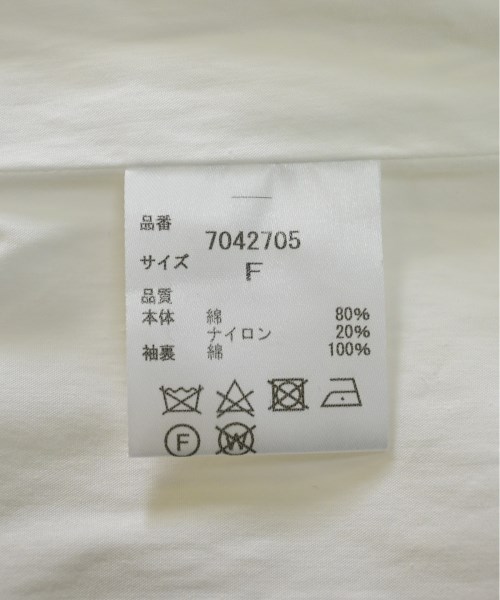 品番
7042705
サイズ
F
品質
本体 綿 80%
ナイロン 20%
袖裏 綿 100%
F W